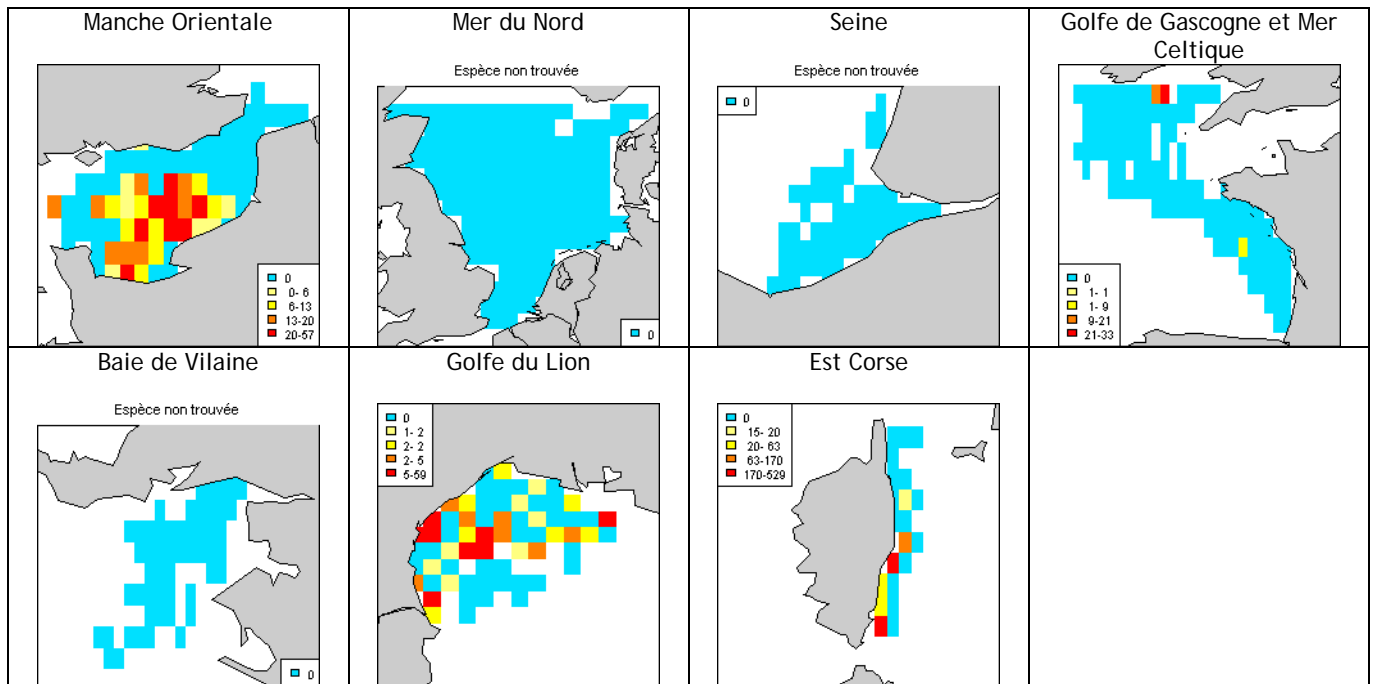 Manche Orientale
0
0- 6
6-13
13-20
20-57
Mer du Nord
Espèce non trouvée
0
Seine
Espèce non trouvée
0
Golfe de Gascogne et Mer
Celtique
0
1- 1
1- 9
9-21
21-33
Baie de Vilaine
Espèce non trouvée
0
Golfe du Lion
0
1- 2
2- 2
2- 5
5-59
Est Corse
0
15- 20
20- 63
63-170
170-529